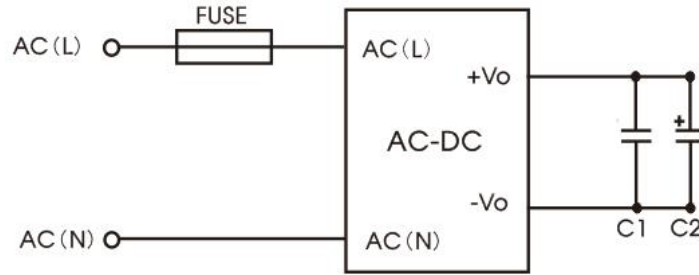 FUSE
AC(L)
AC(L)
+Vo
AC-DC
-Vo
AC(N)
AC(N)
+
C1
C2